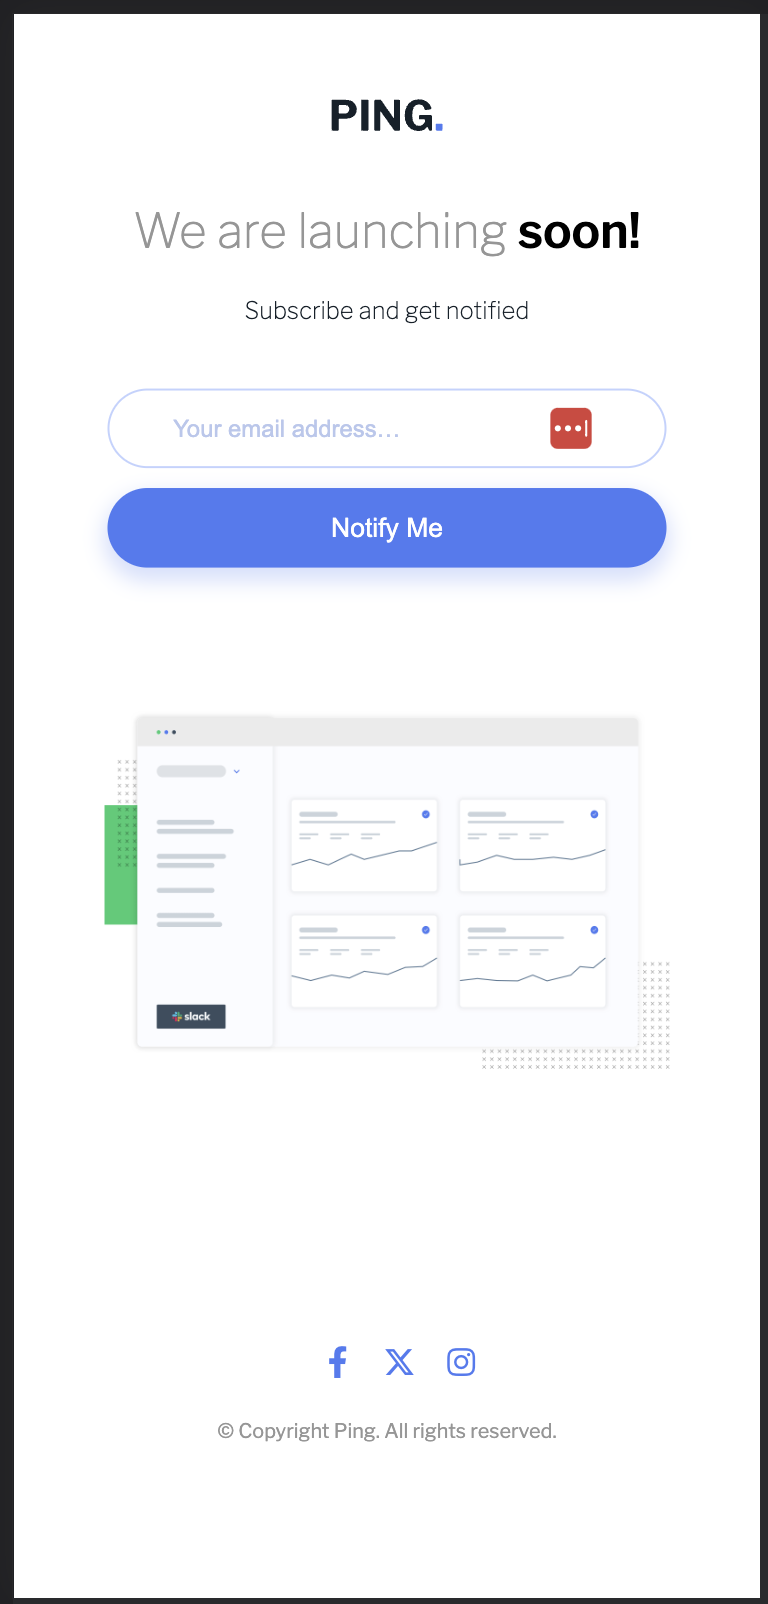 PING.
We are launching soon!
Subscribe and get notified
Your email address...
Notify Me
slack
© Copyright Ping. All rights reserved.